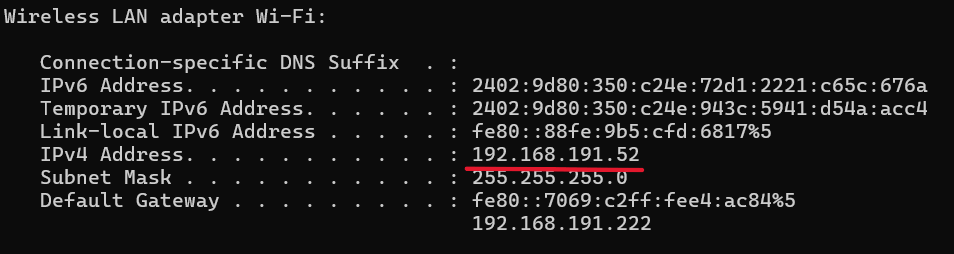 Wireless LAN adapter Wi-Fi:
Connection-specific DNS Suffix  . :
IPv6 Address. . . . . . . . . . . : 2402:9d80:350:c24e:72d1:2221:c65c:676a
Temporary IPv6 Address. . . . . . : 2402:9d80:350:c24e:943c:5941:d54a:acc4
Link-local IPv6 Address . . . . . : fe80::88fe:9b5:cfd:6817%5
IPv4 Address. . . . . . . . . . . : 192.168.191.52
Subnet Mask . . . . . . . . . . . : 255.255.255.0
Default Gateway . . . . . . . . . : fe80::7069:c2ff:fee4:ac84%5
192.168.191.222